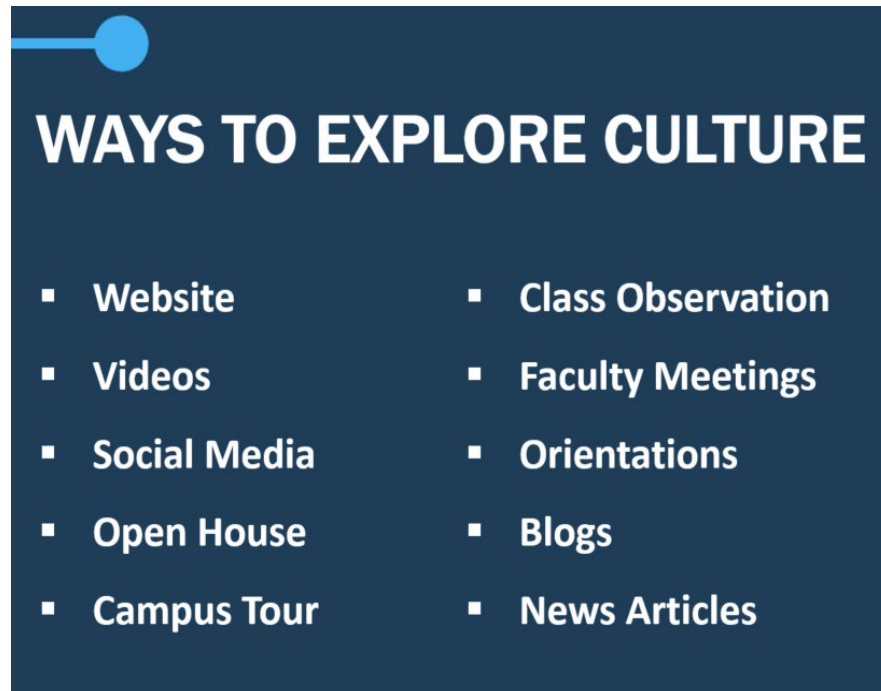 WAYS TO EXPLORE CULTURE
▪ Website
▪ Videos
▪ Social Media
▪ Open House
▪ Campus Tour
▪ Class Observation
▪ Faculty Meetings
▪ Orientations
▪ Blogs
▪ News Articles